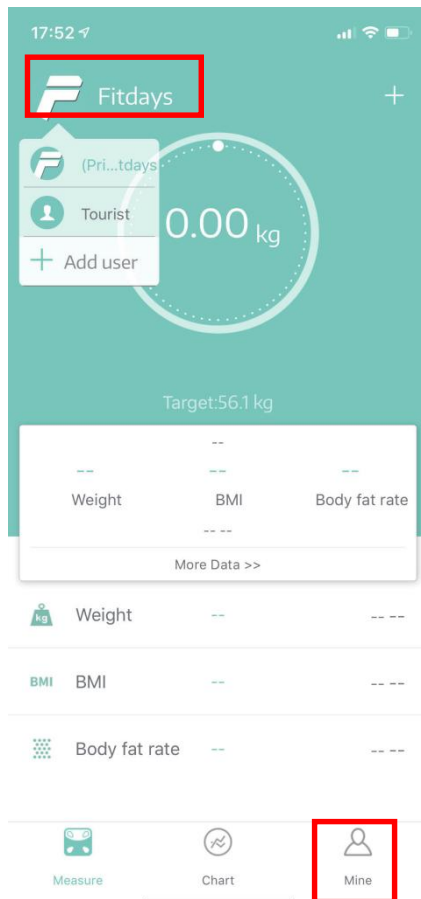 17:52
Fitdays
+
(Pri...tdays
Tourist
+ Add user
0.00 kg
Target:56.1 kg
--
-- -- --
Weight BMI Body fat rate
-- --
More Data >>
kg Weight -- -- --
BMI BMI -- -- --
Body fat rate -- -- --
Measure Chart Mine